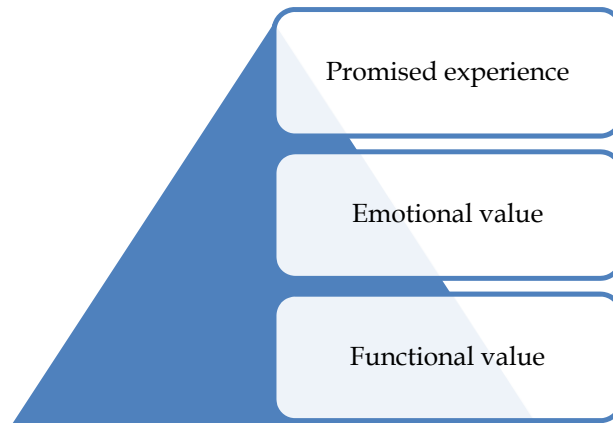 Promised experience
Emotional value
Functional value